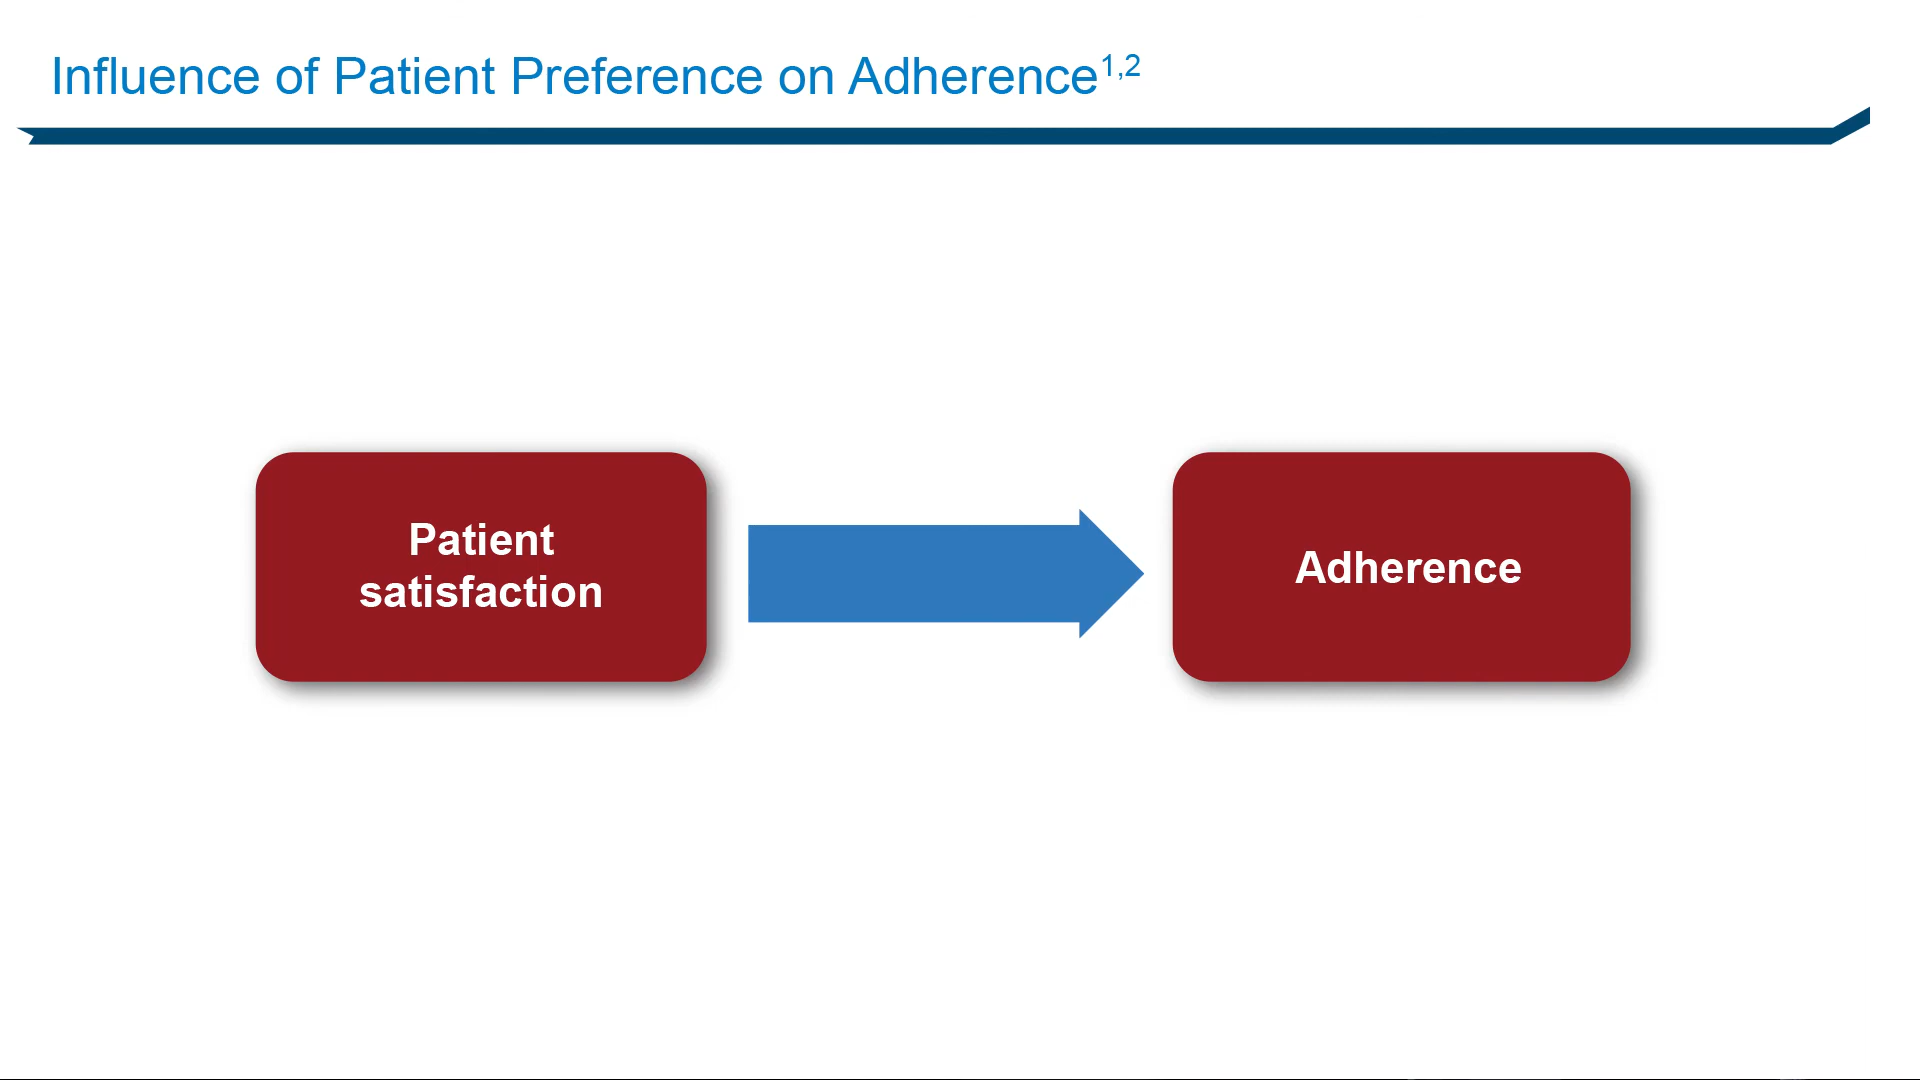 Influence of Patient Preference on Adherence1,2
Patient
satisfaction
Adherence